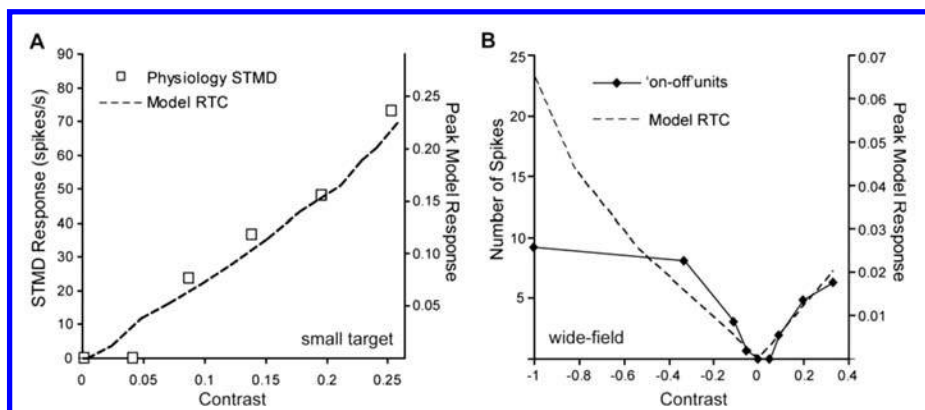 A
90
80
70
60
50
40
30
20
10
0
STMD Response (spikes/s)
Physiology STMD
Model RTC
small target
0.25
0.20
0.15
0.10
0.05
Peak Model Response
0 0.05 0.1 0.15 0.2 0.25
Contrast
B
25
20
15
10
5
Number of Spikes
'on-off'units
Model RTC
wide-field
0.07
0.06
0.05
0.04
0.03
0.02
0.01
Peak Model Response
-1 -0.8 -0.6 -0.4 -0.2 0 0.2 0.4
Contrast